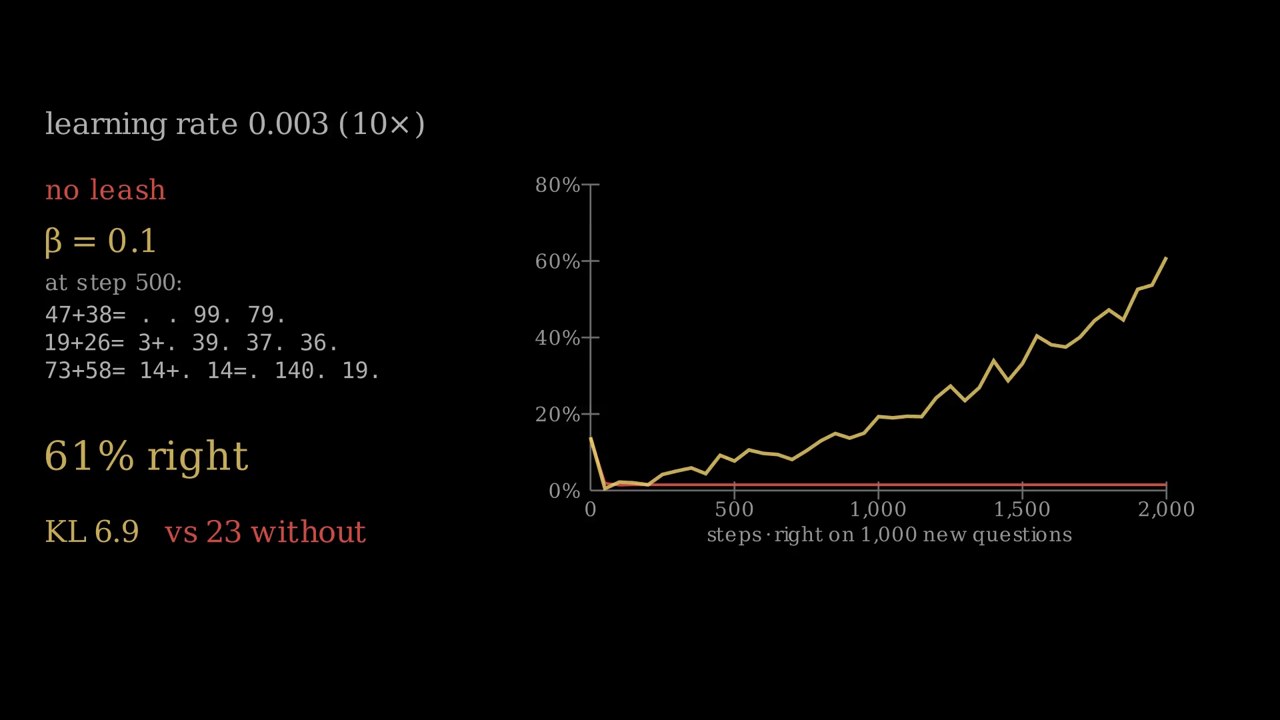 learning rate 0.003 (10×)
no leash
β = 0.1
at step 500:
47+38= . . 99. 79.
19+26= 3+. 39. 37. 36.
73+58= 14+. 14=. 140. 19.
61% right
KL 6.9 vs 23 without
80%
60%
40%
20%
0%
0 500 1,000 1,500 2,000
steps·right on 1,000 new questions